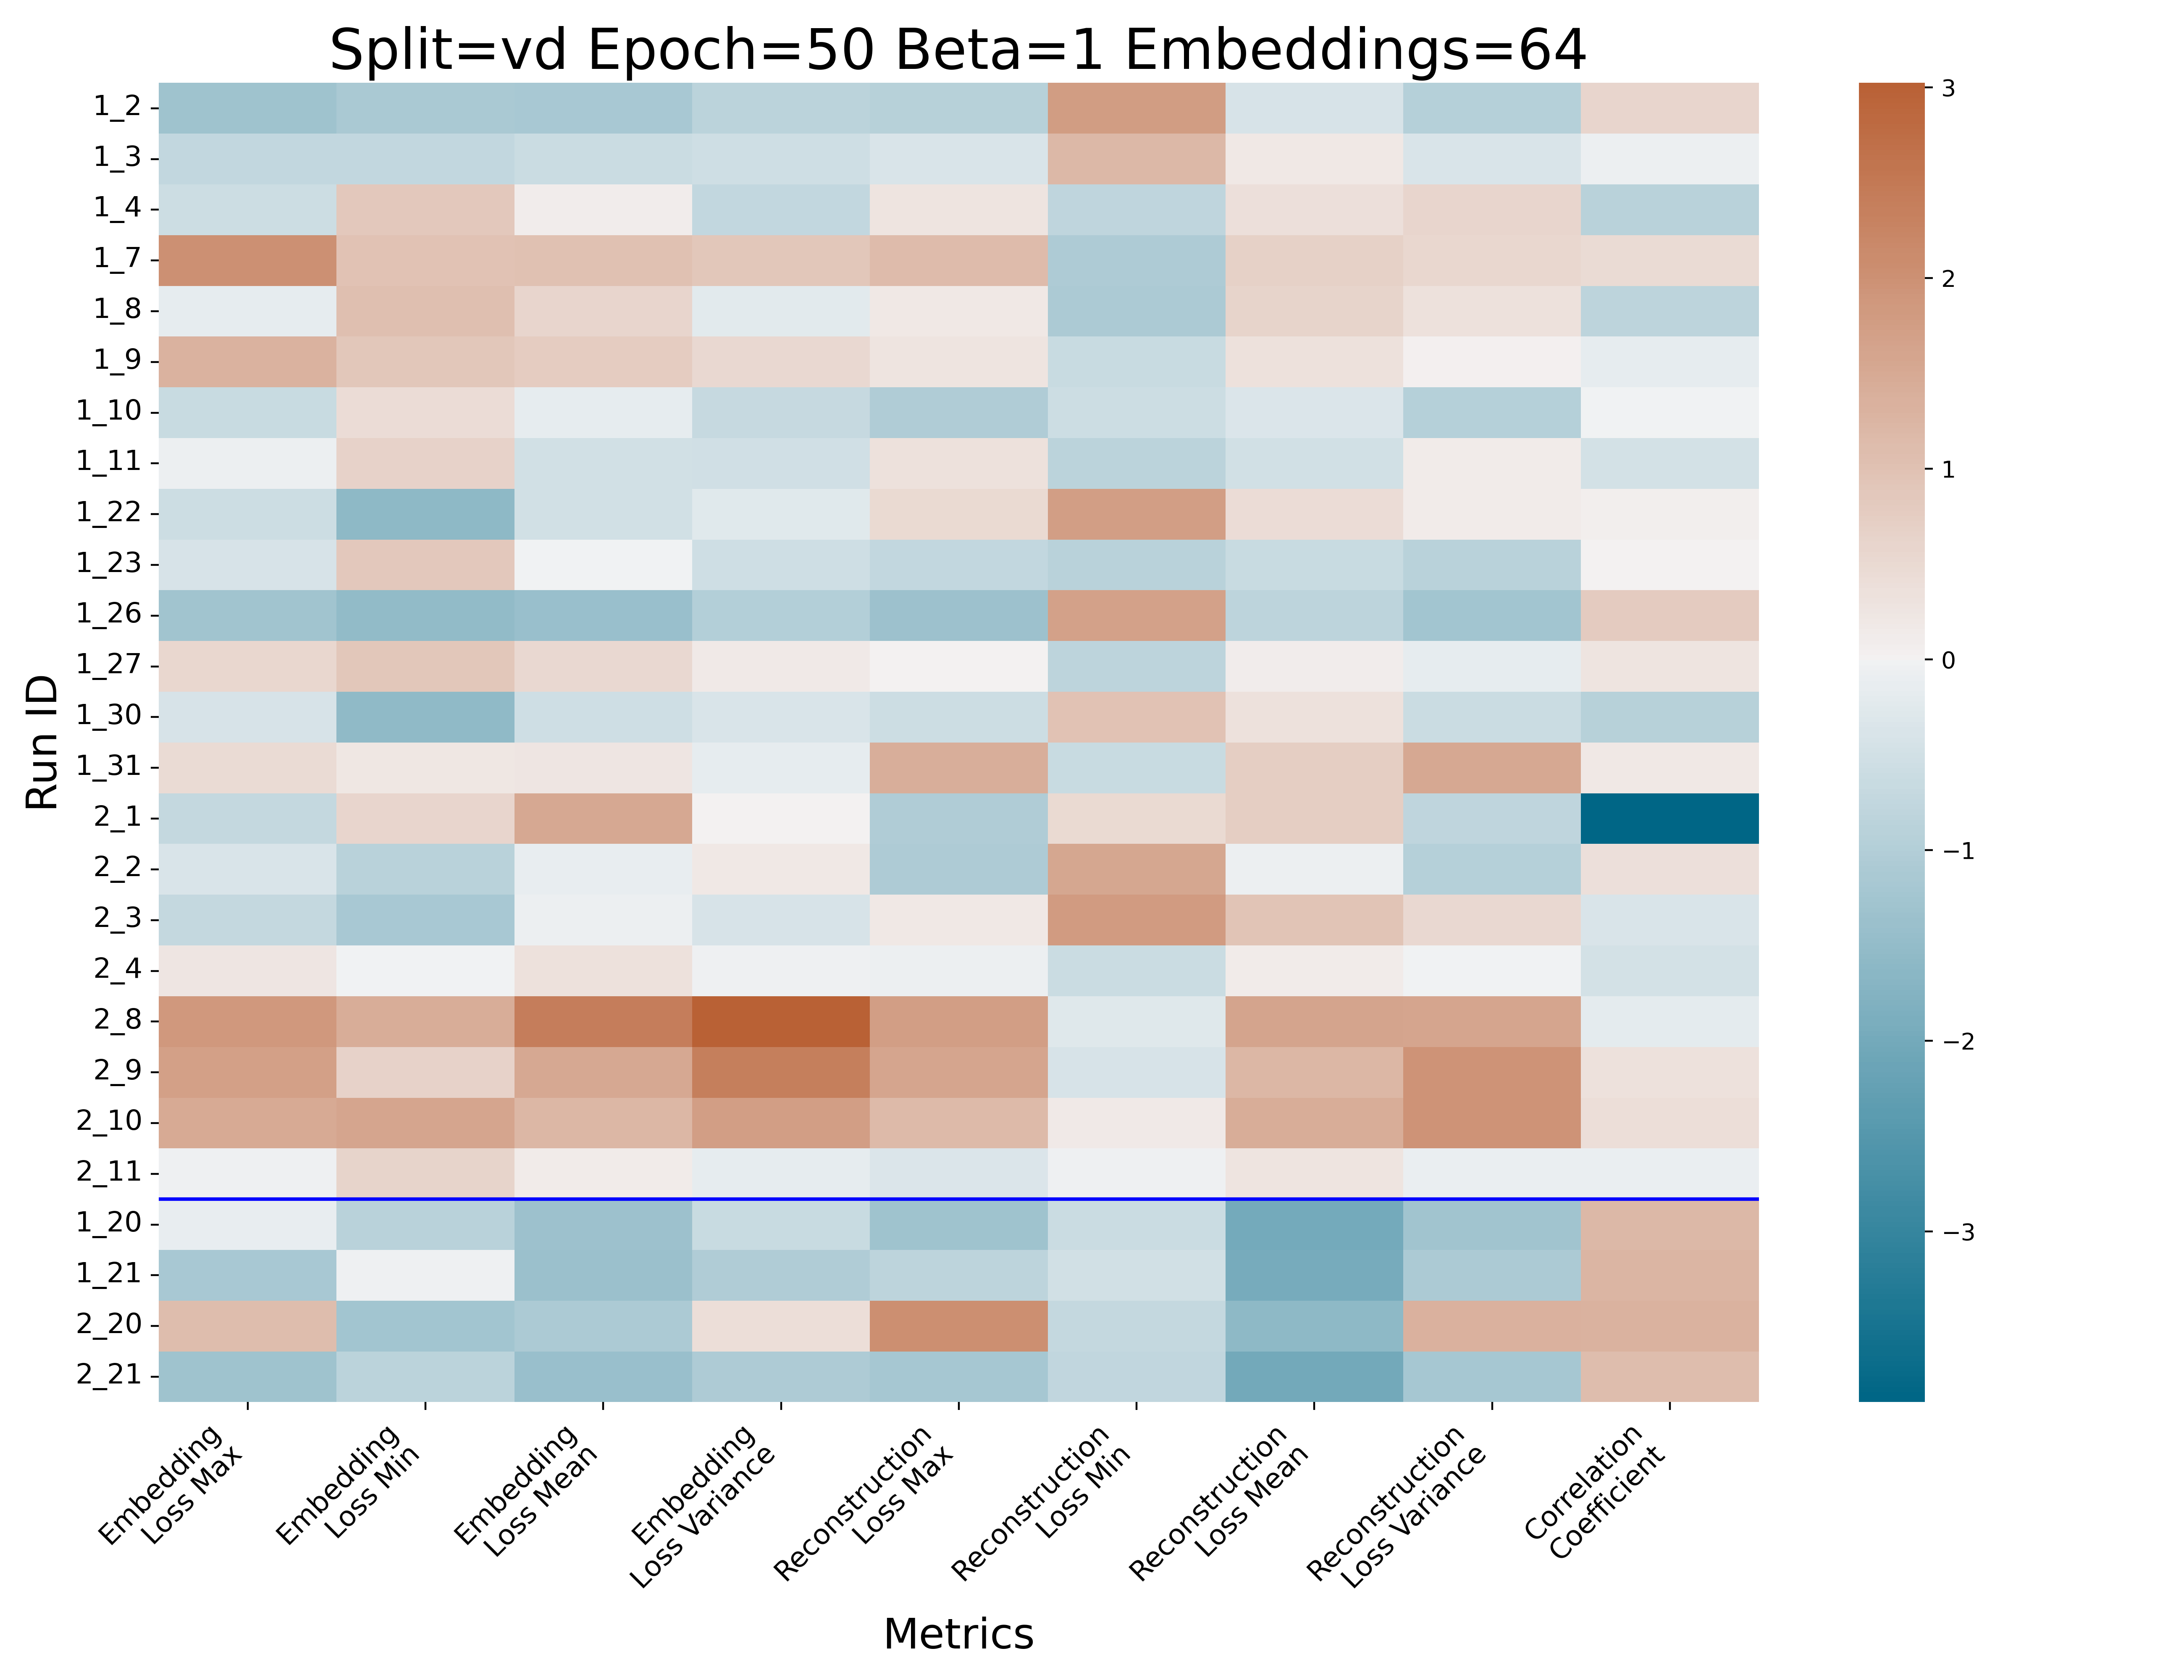 Split=vd Epoch=50 Beta=1 Embeddings=64
Run ID
1_2
1_3
1_4
1_7
1_8
1_9
1_10
1_11
1_22
1_23
1_26
1_27
1_30
1_31
2_1
2_2
2_3
2_4
2_8
2_9
2_10
2_11
1_20
1_21
2_20
2_21
3
2
1
0
−1
−2
−3
Embedding
Loss Max
Embedding
Loss Min
Embedding
Loss Mean
Embedding
Loss Variance
Reconstruction
Loss Max
Reconstruction
Loss Min
Reconstruction
Loss Mean
Reconstruction
Loss Variance
Correlation
Coefficient
Metrics